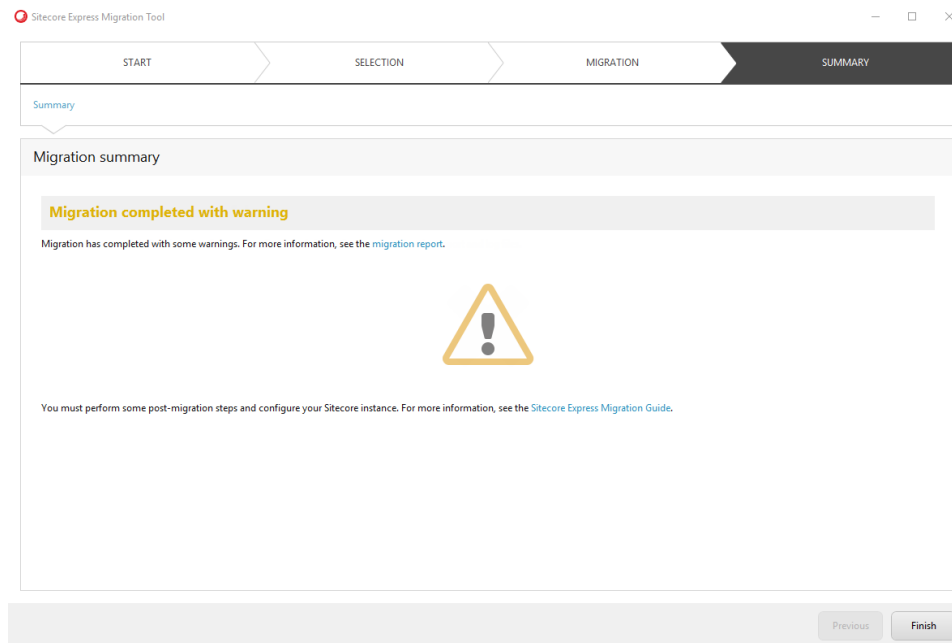 Sitecore Express Migration Tool
START
SELECTION
MIGRATION
SUMMARY
Summary
Migration summary
Migration completed with warning
Migration has completed with some warnings. For more information, see the migration report.
You must perform some post-migration steps and configure your Sitecore instance. For more information, see the Sitecore Express Migration Guide.
Previous
Finish